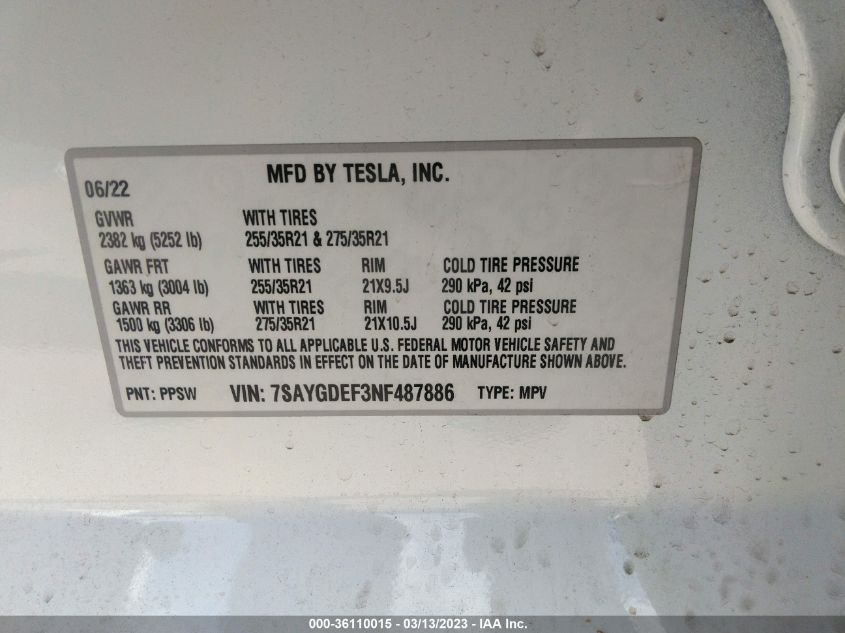 MFD BY TESLA, INC.
06/22
GVWR WITH TIRES
2382 kg (5252 lb) 255/35R21 & 275/35R21
GAWR FRT WITH TIRES RIM COLD TIRE PRESSURE
1363 kg (3004 lb) 255/35R21 21X9.5J 290 kPa, 42 psi
GAWR RR WITH TIRES RIM COLD TIRE PRESSURE
1500 kg (3306 lb) 275/35R21 21X10.5J 290 kPa, 42 psi
THIS VEHICLE CONFORMS TO ALL APPLICABLE U.S. FEDERAL MOTOR VEHICLE SAFETY AND
THEFT PREVENTION STANDARDS IN EFFECT ON THE DATE OF MANUFACTURE SHOWN ABOVE.
PNT: PPSW VIN: 7SAYGDEF3NF487886 TYPE: MPV
000-36110015 - 03/13/2023 - IAA Inc.